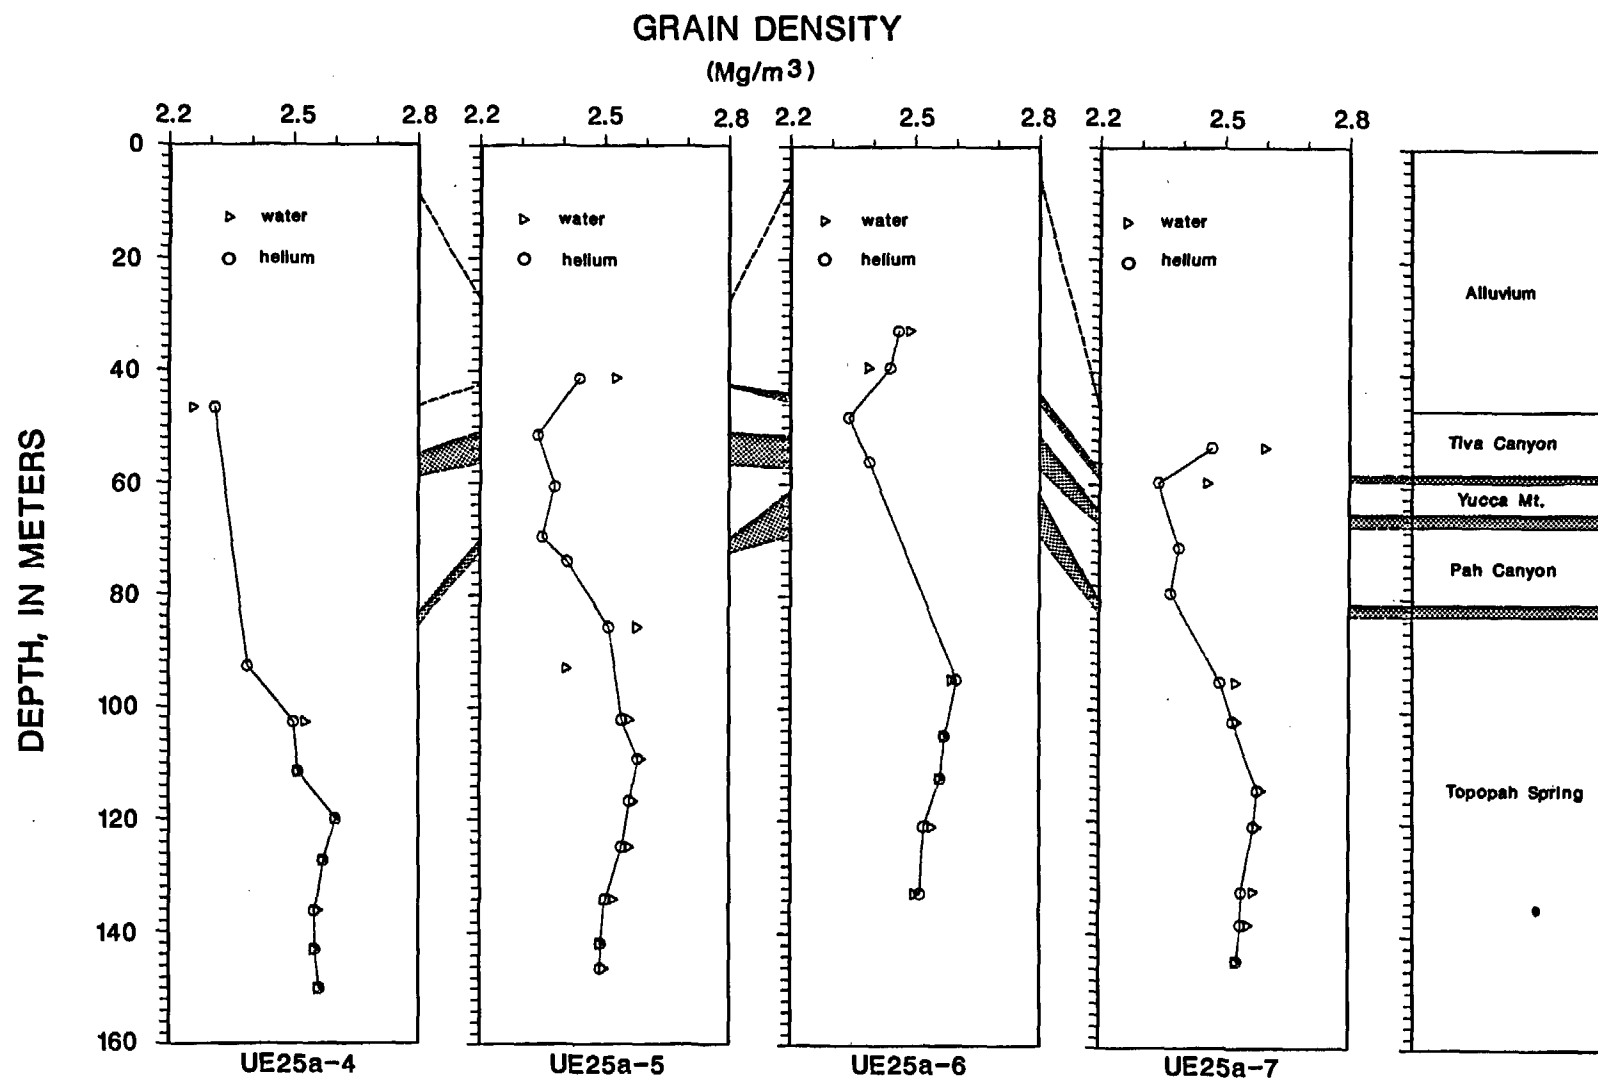 GRAIN DENSITY
(Mg/m³)
2.2 2.5 2.8 2.2 2.5 2.8 2.2 2.5 2.8 2.2 2.5 2.8
0
20
40
60
80
100
120
140
160
DEPTH, IN METERS
water
helium
water
helium
water
helium
water
helium
Alluvium
Tiva Canyon
Yucca Mt.
Pah Canyon
Topopah Spring
UE25a-4 UE25a-5 UE25a-6 UE25a-7